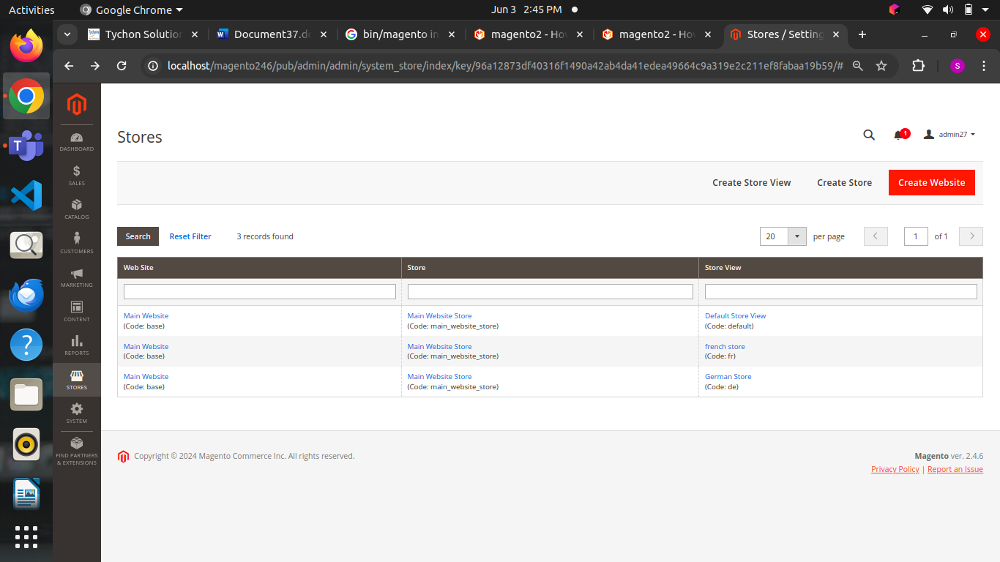 Activities Google Chrome Jun 3 2:45 PM
Tychon Solution Document37.do bin/magento in magento2 - Hov magento2 - Hov Stores / Setting
localhost/magento246/pub/admin/admin/system_store/index/key/96a12873df40316f1490a42ab4da41edea49664c9a319e2c211ef8fabaa19b59/# S
DASHBOARD
SALES
CATALOG
CUSTOMERS
MARKETING
CONTENT
REPORTS
STORES
SYSTEM
FIND PARTNERS
& EXTENSIONS
Stores 1 admin27
Create Store View Create Store Create Website
Search Reset Filter 3 records found 20 per page 1 of 1
Web Site Store Store View
Main Website Main Website Store Default Store View
(Code: base) (Code: main_website_store) (Code: default)
Main Website Main Website Store french store
(Code: base) (Code: main_website_store) (Code: fr)
Main Website Main Website Store German Store
(Code: base) (Code: main_website_store) (Code: de)
Copyright © 2024 Magento Commerce Inc. All rights reserved. Magento ver. 2.4.6
Privacy Policy | Report an Issue